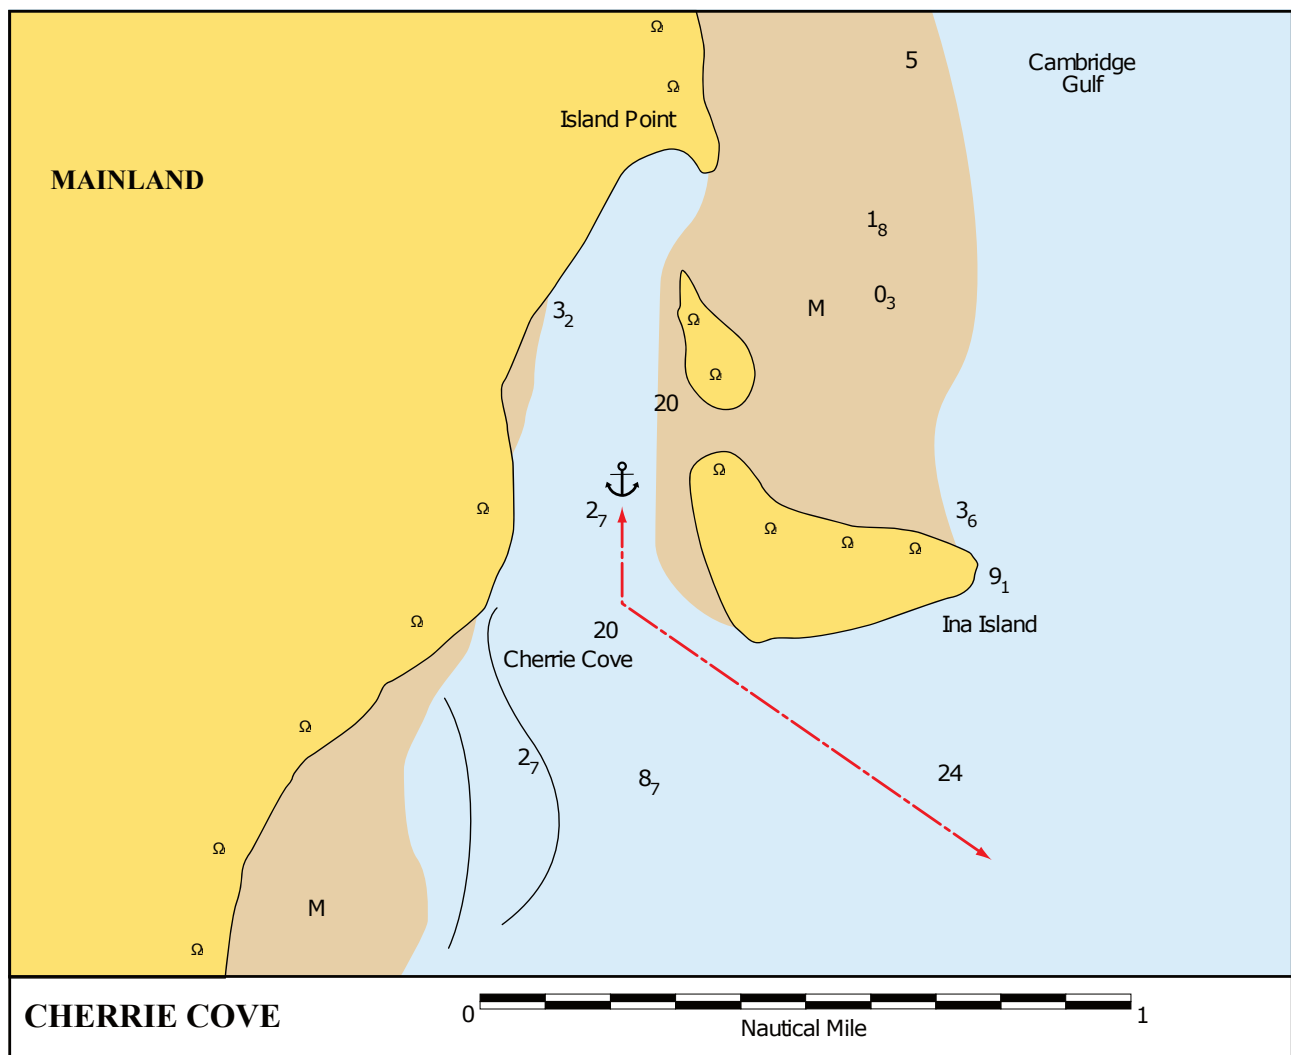 5
Cambridge
Gulf
Island Point
MAINLAND
1₈
0₃
M
3₂
20
2₇
3₆
9₁
Ina Island
20
Cherrie Cove
2₇
8₇
24
M
CHERRIE COVE
0
1
Nautical Mile